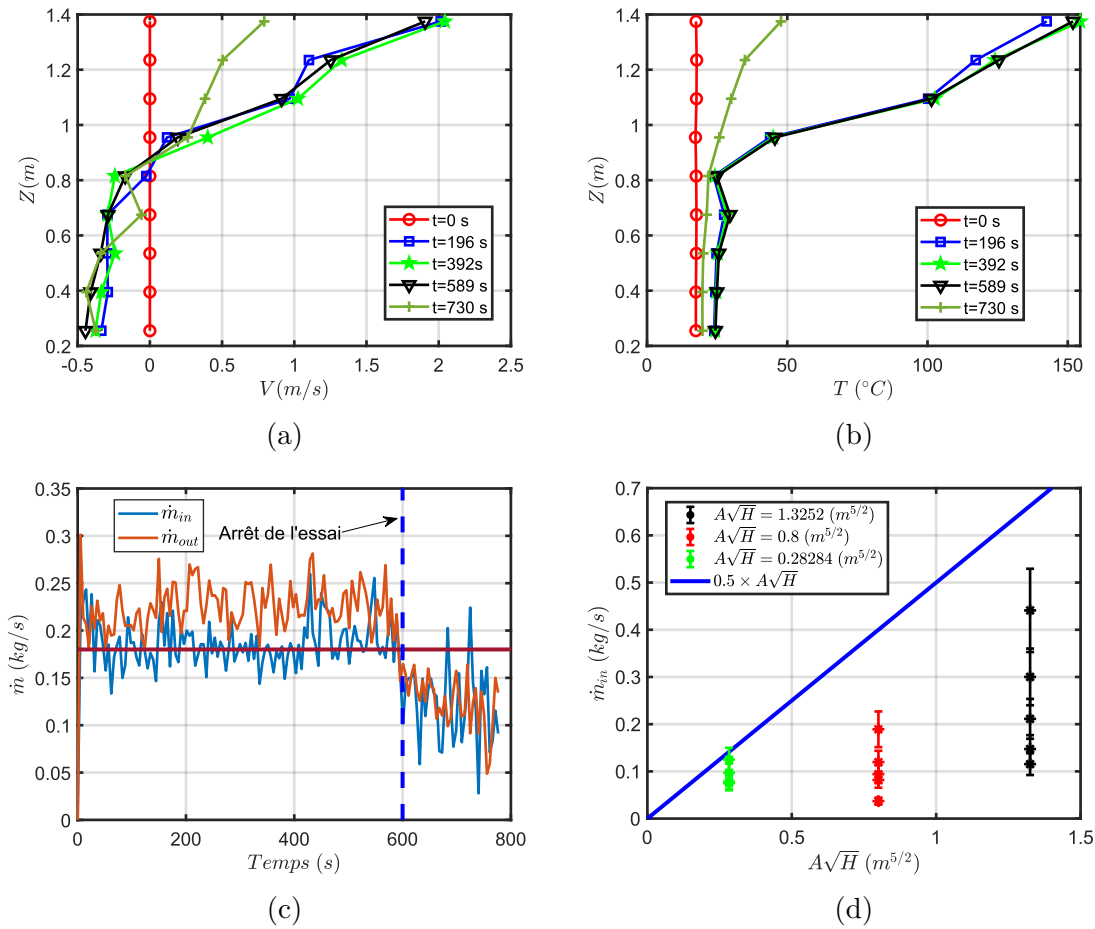 1.4
1.2
1
0.8
0.6
0.4
0.2
Z(m)
-0.5 0 0.5 1 1.5 2 2.5
V(m/s)
t=0 s
t=196 s
t=392s
t=589 s
t=730 s
(a)
1.4
1.2
1
0.8
0.6
0.4
0.2
Z(m)
0 50 100 150
T (°C)
t=0 s
t=196 s
t=392 s
t=589 s
t=730 s
(b)
0.35
0.3
0.25
0.2
0.15
0.1
0.05
0
ṁ (kg/s)
0 200 400 600 800
Temps (s)
ṁ_in
ṁ_out
Arrêt de l'essai
(c)
0.7
0.6
0.5
0.4
0.3
0.2
0.1
0
ṁ_in (kg/s)
0 0.5 1 1.5
A√H (m^5/2)
A√H = 1.3252 (m^5/2)
A√H = 0.8 (m^5/2)
A√H = 0.28284 (m^5/2)
0.5 × A√H
(d)